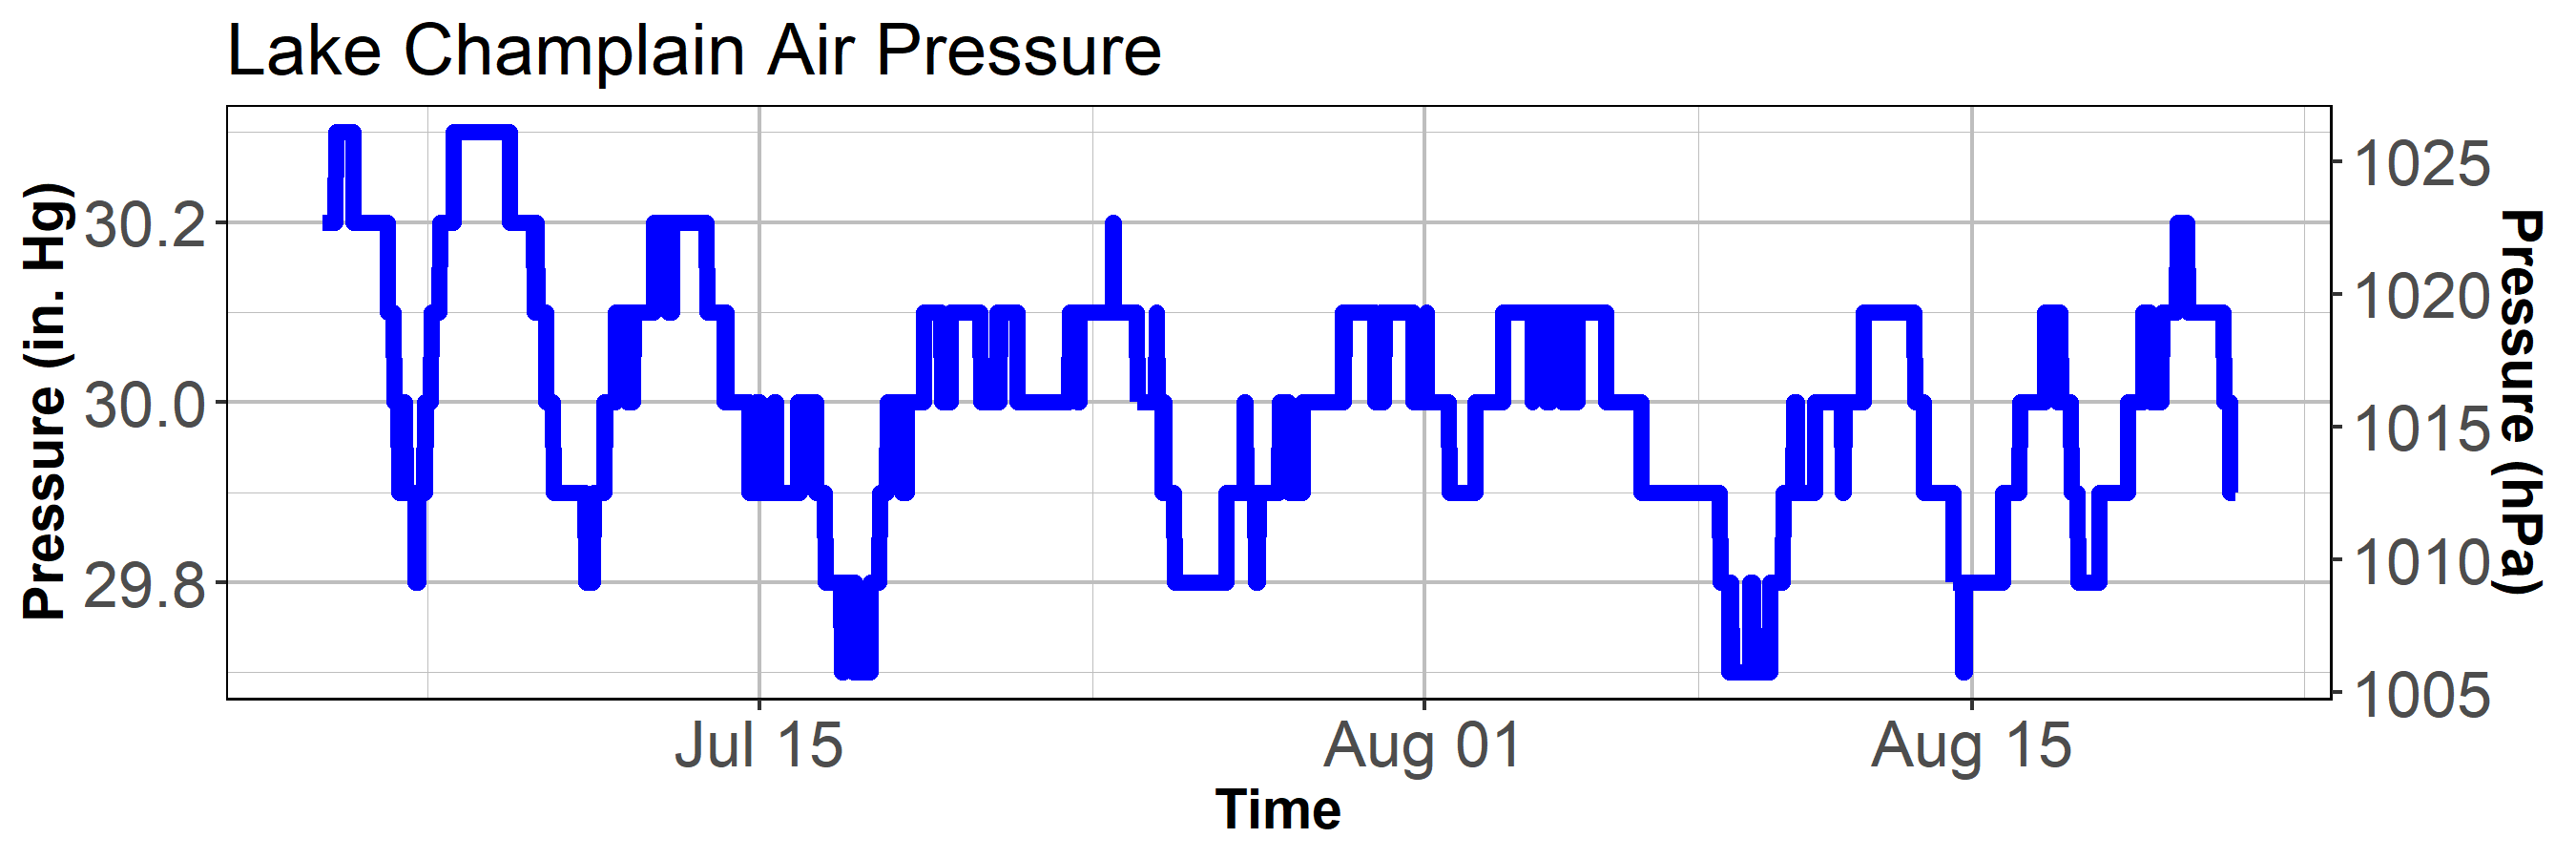 Lake Champlain Air Pressure
Pressure (in. Hg)
30.2
30.0
29.8
1025
1020
1015
1010
1005
Pressure (hPa)
Jul 15
Aug 01
Aug 15
Time